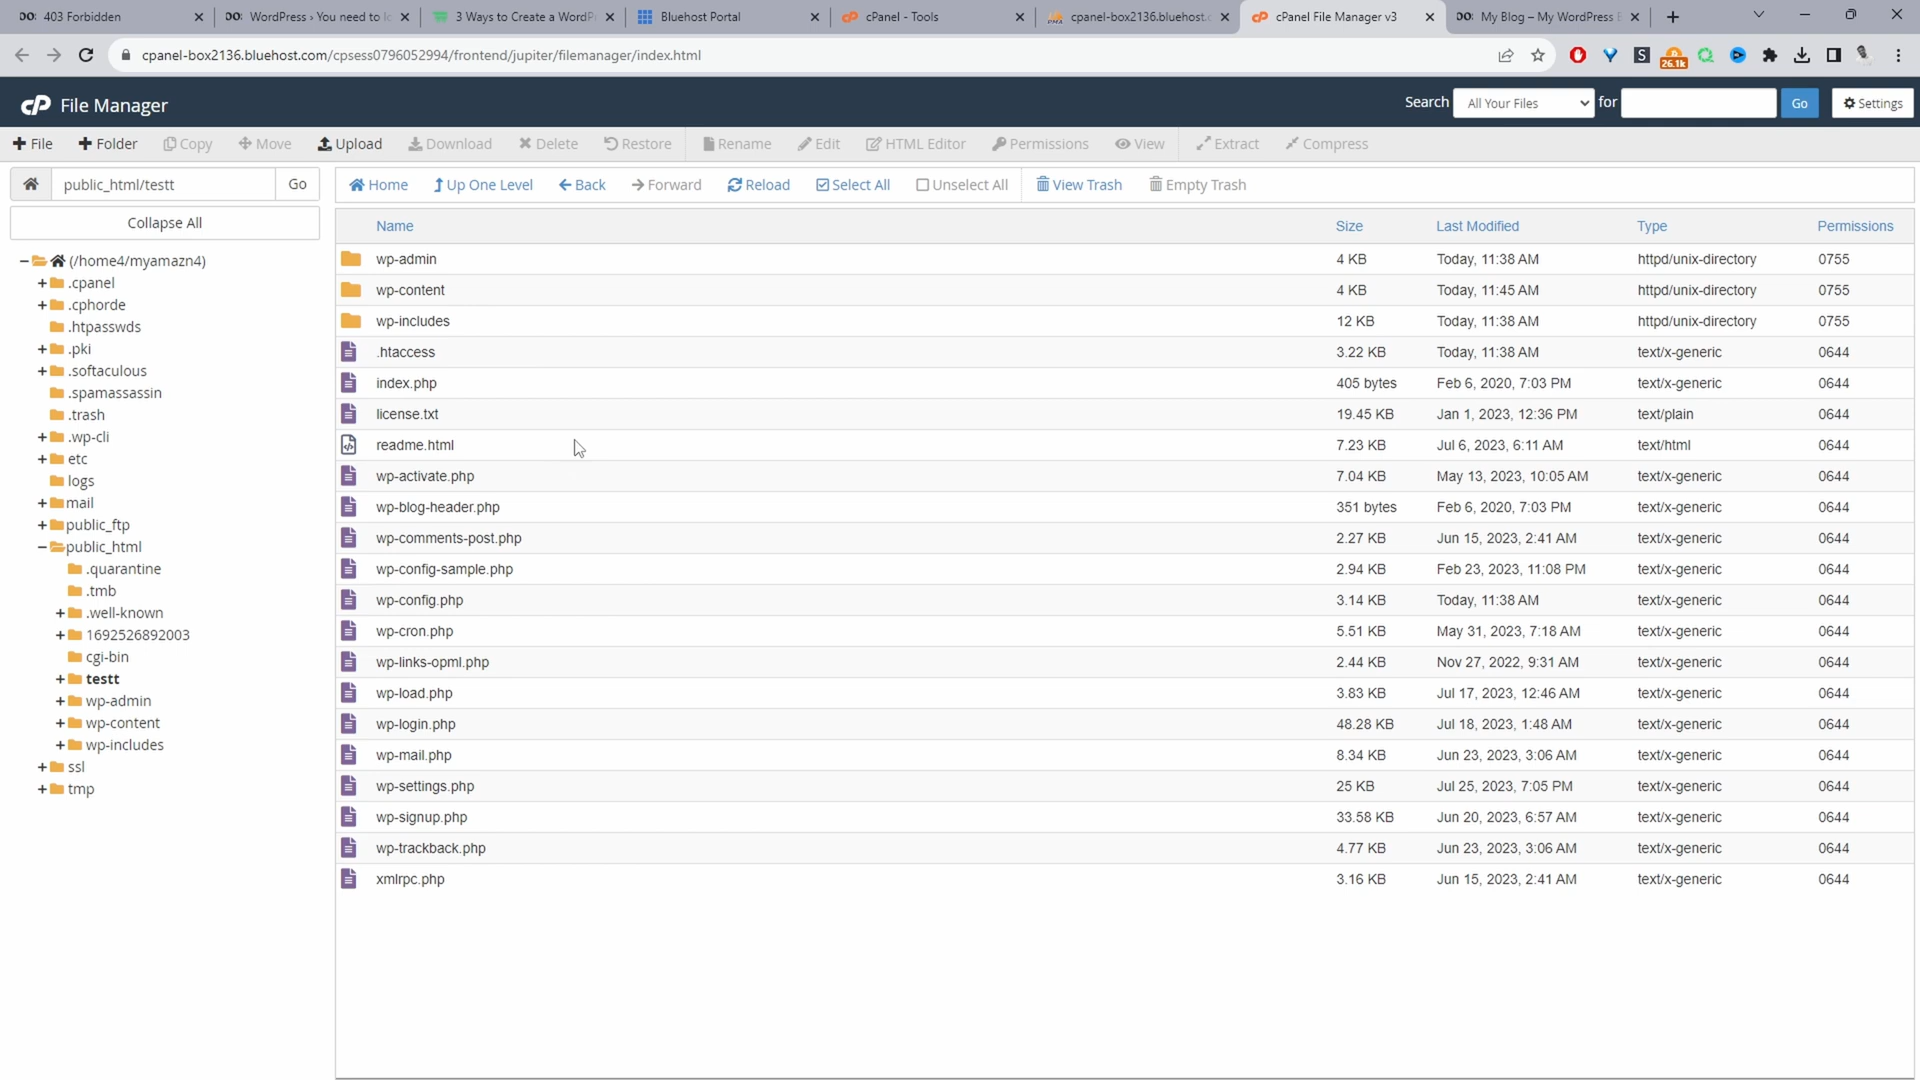 403 Forbidden
WordPress › You need to lo
3 Ways to Create a WordPr
Bluehost Portal
cPanel - Tools
cpanel-box2136.bluehost.c
cPanel File Manager v3
My Blog – My WordPress B
cpanel-box2136.bluehost.com/cpsess0796052994/frontend/jupiter/filemanager/index.html
26.1k
cP File Manager
Search All Your Files for Go Settings
File Folder Copy Move Upload Download Delete Restore Rename Edit HTML Editor Permissions View Extract Compress
public_html/testt Go
Home Up One Level Back Forward Reload Select All Unselect All View Trash Empty Trash
Collapse All
(/home4/myamazn4)
.cpanel
.cphorde
.htpasswds
.pki
.softaculous
.spamassassin
.trash
.wp-cli
etc
logs
mail
public_ftp
public_html
.quarantine
.tmb
.well-known
1692526892003
cgi-bin
testt
wp-admin
wp-content
wp-includes
ssl
tmp
Name Size Last Modified Type Permissions
wp-admin 4 KB Today, 11:38 AM httpd/unix-directory 0755
wp-content 4 KB Today, 11:45 AM httpd/unix-directory 0755
wp-includes 12 KB Today, 11:38 AM httpd/unix-directory 0755
.htaccess 3.22 KB Today, 11:38 AM text/x-generic 0644
index.php 405 bytes Feb 6, 2020, 7:03 PM text/x-generic 0644
license.txt 19.45 KB Jan 1, 2023, 12:36 PM text/plain 0644
readme.html 7.23 KB Jul 6, 2023, 6:11 AM text/html 0644
wp-activate.php 7.04 KB May 13, 2023, 10:05 AM text/x-generic 0644
wp-blog-header.php 351 bytes Feb 6, 2020, 7:03 PM text/x-generic 0644
wp-comments-post.php 2.27 KB Jun 15, 2023, 2:41 AM text/x-generic 0644
wp-config-sample.php 2.94 KB Feb 23, 2023, 11:08 PM text/x-generic 0644
wp-config.php 3.14 KB Today, 11:38 AM text/x-generic 0644
wp-cron.php 5.51 KB May 31, 2023, 7:18 AM text/x-generic 0644
wp-links-opml.php 2.44 KB Nov 27, 2022, 9:31 AM text/x-generic 0644
wp-load.php 3.83 KB Jul 17, 2023, 12:46 AM text/x-generic 0644
wp-login.php 48.28 KB Jul 18, 2023, 1:48 AM text/x-generic 0644
wp-mail.php 8.34 KB Jun 23, 2023, 3:06 AM text/x-generic 0644
wp-settings.php 25 KB Jul 25, 2023, 7:05 PM text/x-generic 0644
wp-signup.php 33.58 KB Jun 20, 2023, 6:57 AM text/x-generic 0644
wp-trackback.php 4.77 KB Jun 23, 2023, 3:06 AM text/x-generic 0644
xmlrpc.php 3.16 KB Jun 15, 2023, 2:41 AM text/x-generic 0644